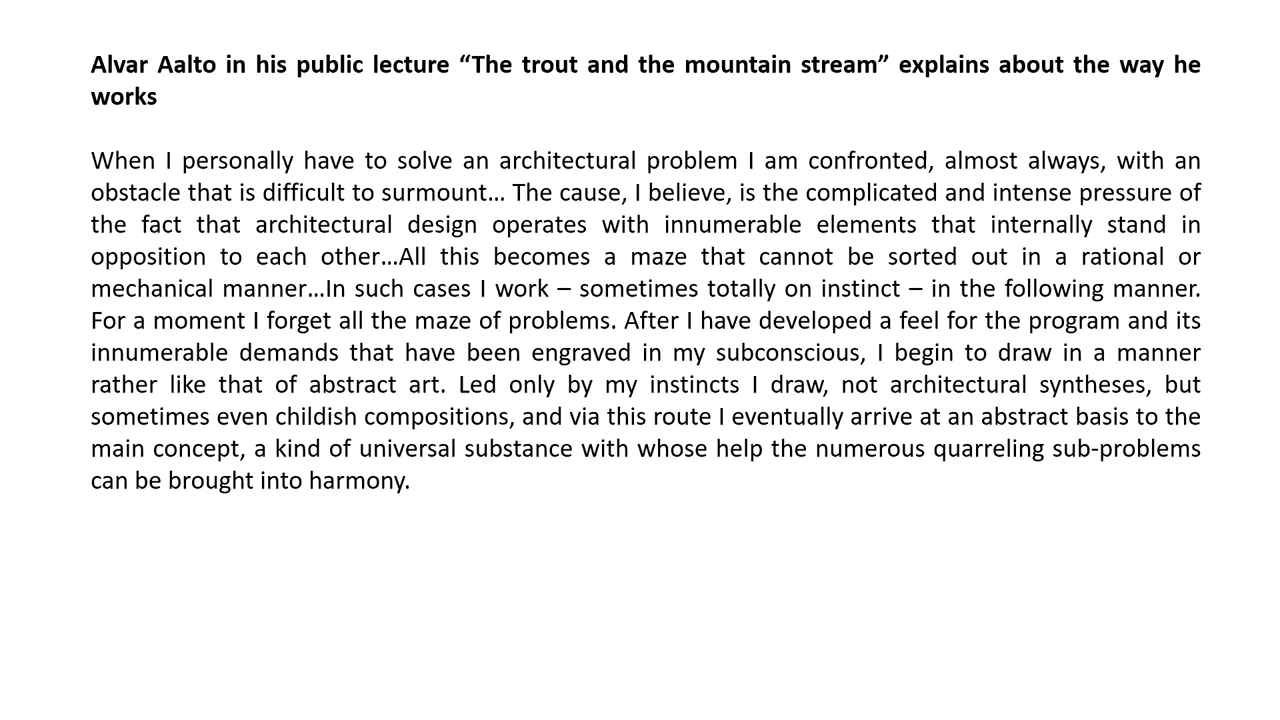 Alvar Aalto in his public lecture “The trout and the mountain stream” explains about the way he
works
When I personally have to solve an architectural problem I am confronted, almost always, with an
obstacle that is difficult to surmount… The cause, I believe, is the complicated and intense pressure of
the fact that architectural design operates with innumerable elements that internally stand in
opposition to each other…All this becomes a maze that cannot be sorted out in a rational or
mechanical manner…In such cases I work – sometimes totally on instinct – in the following manner.
For a moment I forget all the maze of problems. After I have developed a feel for the program and its
innumerable demands that have been engraved in my subconscious, I begin to draw in a manner
rather like that of abstract art. Led only by my instincts I draw, not architectural syntheses, but
sometimes even childish compositions, and via this route I eventually arrive at an abstract basis to the
main concept, a kind of universal substance with whose help the numerous quarreling sub-problems
can be brought into harmony.